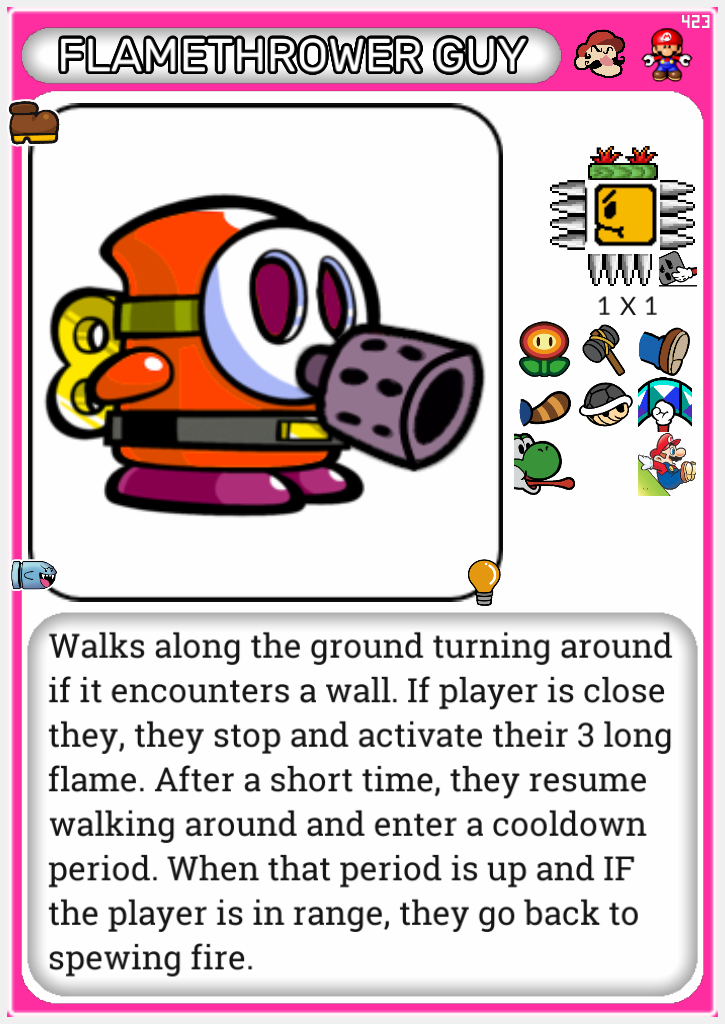 423
FLAMETHROWER GUY
1 X 1
Walks along the ground turning around
if it encounters a wall. If player is close
they, they stop and activate their 3 long
flame. After a short time, they resume
walking around and enter a cooldown
period. When that period is up and IF
the player is in range, they go back to
spewing fire.